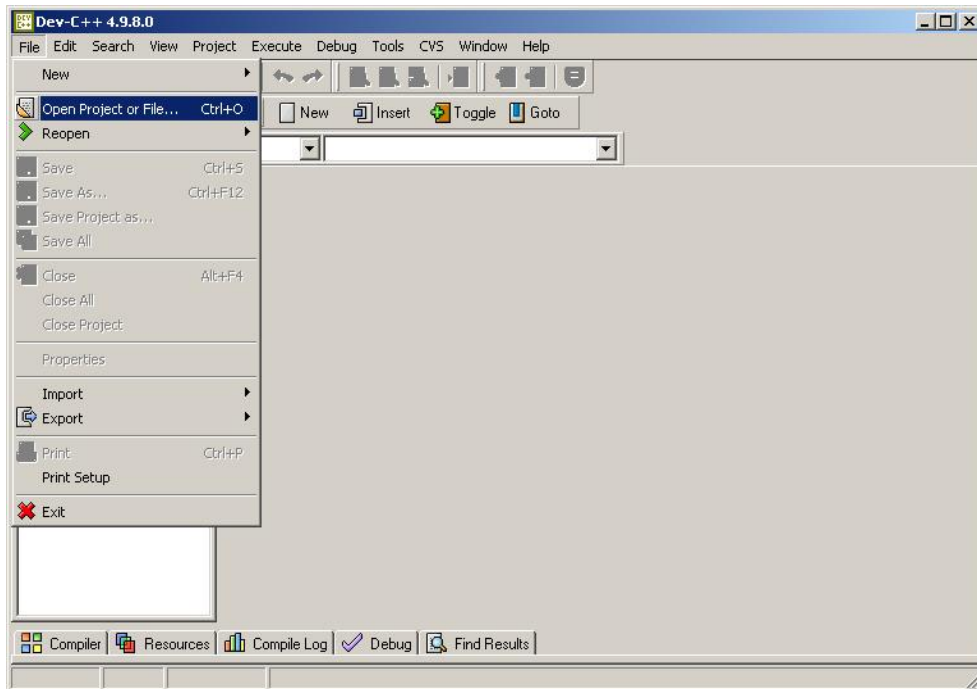 Dev-C++ 4.9.8.0
File Edit Search View Project Execute Debug Tools CVS Window Help
New
Open Project or File... Ctrl+O
New Insert Toggle Goto
Reopen
Save Ctrl+S
Save As... Ctrl+F12
Save Project as...
Save All
Close Alt+F4
Close All
Close Project
Properties
Import
Export
Print Ctrl+P
Print Setup
Exit
Compiler Resources Compile Log Debug Find Results